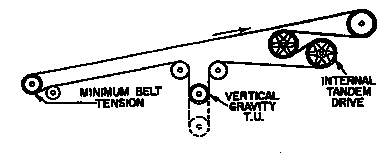 MINIMUM BELT
TENSION
VERTICAL
GRAVITY
T.U.
INTERNAL
TANDEM
DRIVE